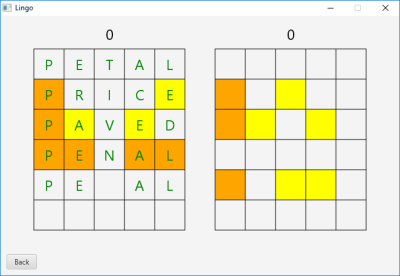 Lingo
0 0
P E T A L
P R I C E
P A V E D
P E N A L
P E A L
Back